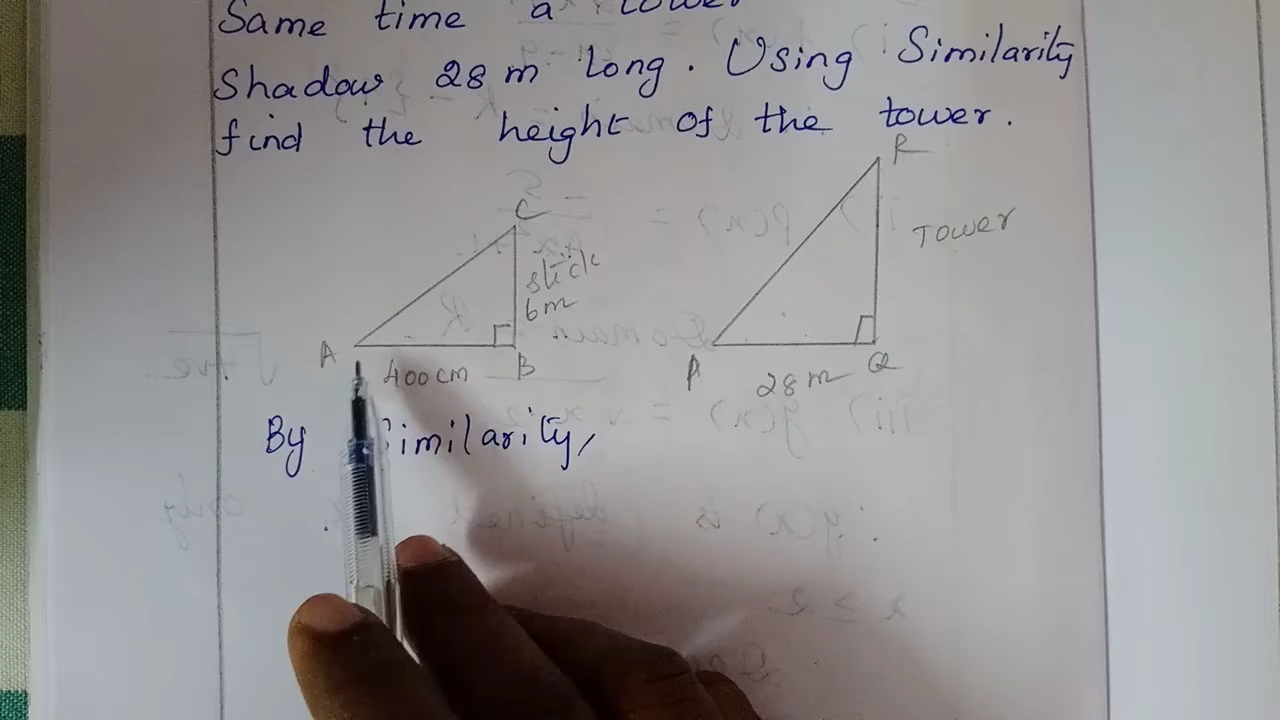 Same time a tower
Shadow 28 m long. Using Similarity
find the height of the tower.
C
stick
6m
A
400 cm
B
R
Tower
P
28 m
Q
By Similarity,